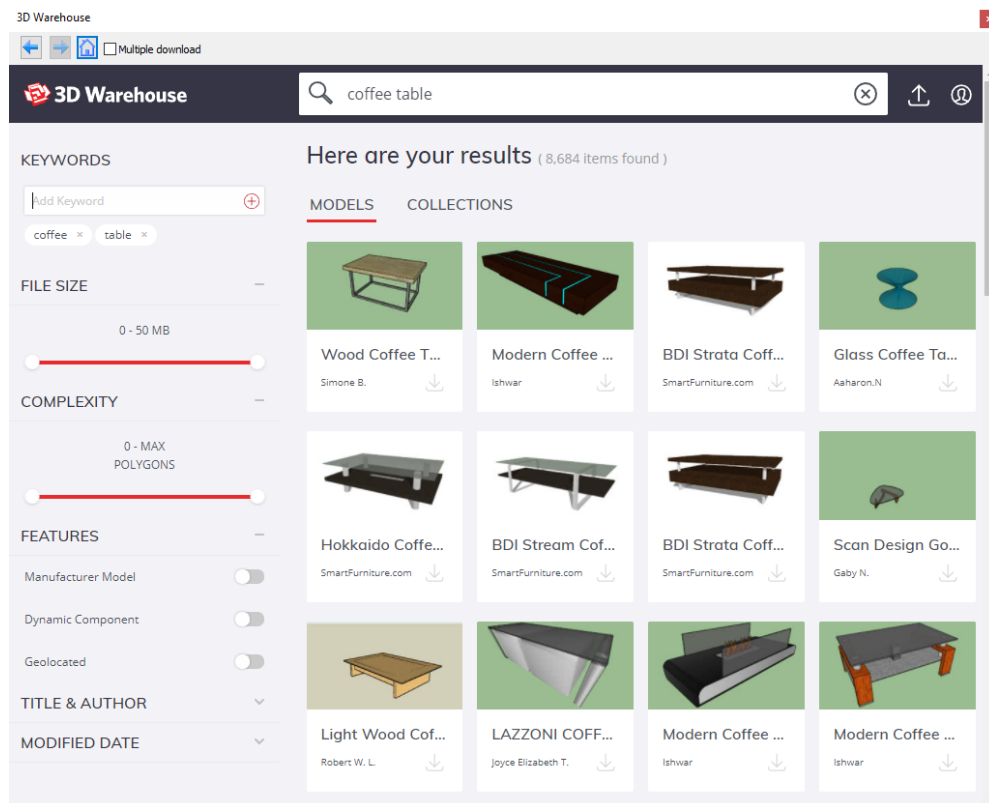 3D Warehouse
Multiple download
3D Warehouse
coffee table
KEYWORDS
Add Keyword
coffee × table ×
FILE SIZE
0 - 50 MB
COMPLEXITY
0 - MAX
POLYGONS
FEATURES
Manufacturer Model
Dynamic Component
Geolocated
TITLE & AUTHOR
MODIFIED DATE
Here are your results ( 8,684 items found )
MODELS COLLECTIONS
Wood Coffee T...
Simone B.
Modern Coffee ...
Ishwar
BDI Strata Coff...
SmartFurniture.com
Glass Coffee Ta...
Aaharon.N
Hokkaido Coffe...
SmartFurniture.com
BDI Stream Cof...
SmartFurniture.com
BDI Strata Coff...
SmartFurniture.com
Scan Design Go...
Gaby N.
Light Wood Cof...
Robert W. L.
LAZZONI COFF...
Joyce Elizabeth T.
Modern Coffee ...
Ishwar
Modern Coffee ...
Ishwar